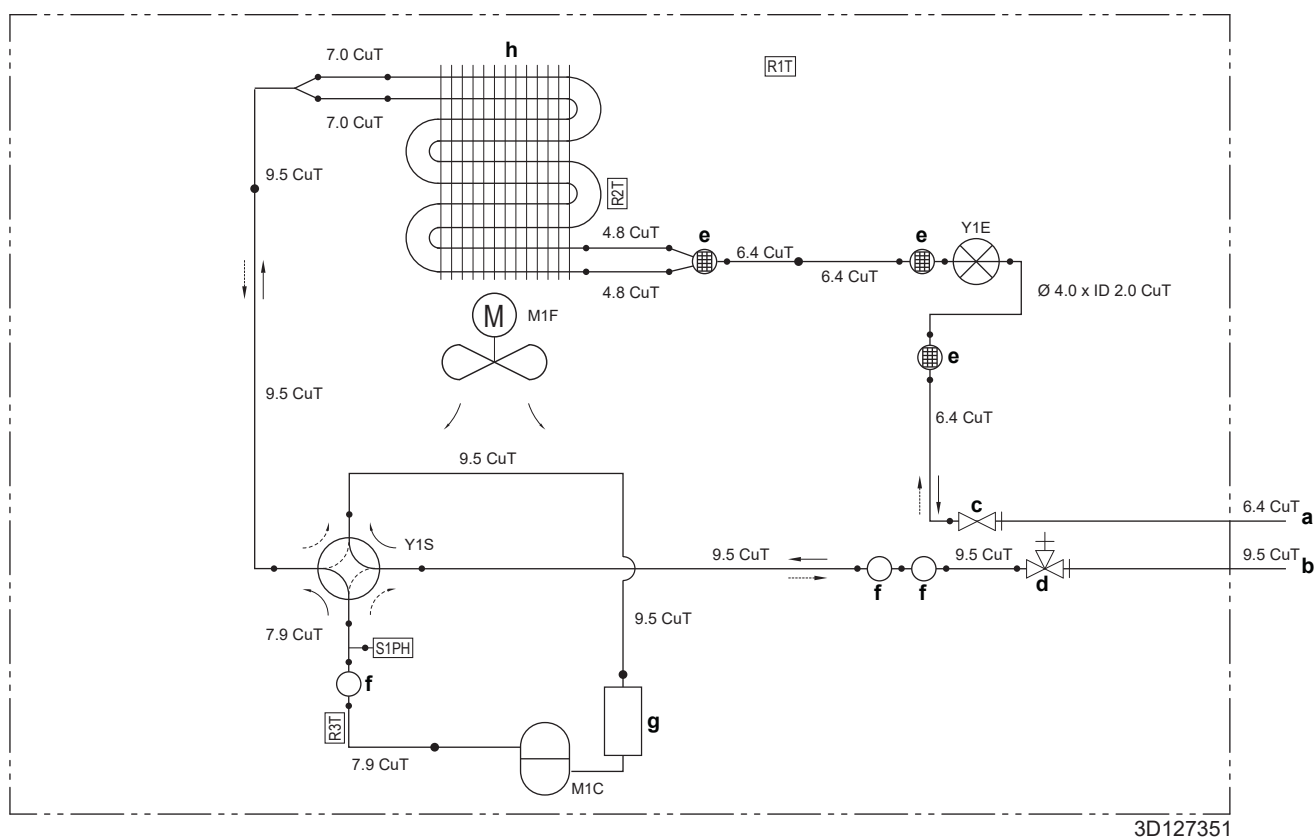 7.0 CuT
h
R1T
7.0 CuT
9.5 CuT
R2T
4.8 CuT
e
6.4 CuT
e
Y1E
6.4 CuT
4.8 CuT
Ø 4.0 x ID 2.0 CuT
M
M1F
e
9.5 CuT
6.4 CuT
9.5 CuT
c
6.4 CuT
a
Y1S
9.5 CuT
9.5 CuT
9.5 CuT
b
f
f
d
7.9 CuT
9.5 CuT
S1PH
f
R3T
g
7.9 CuT
M1C
3D127351